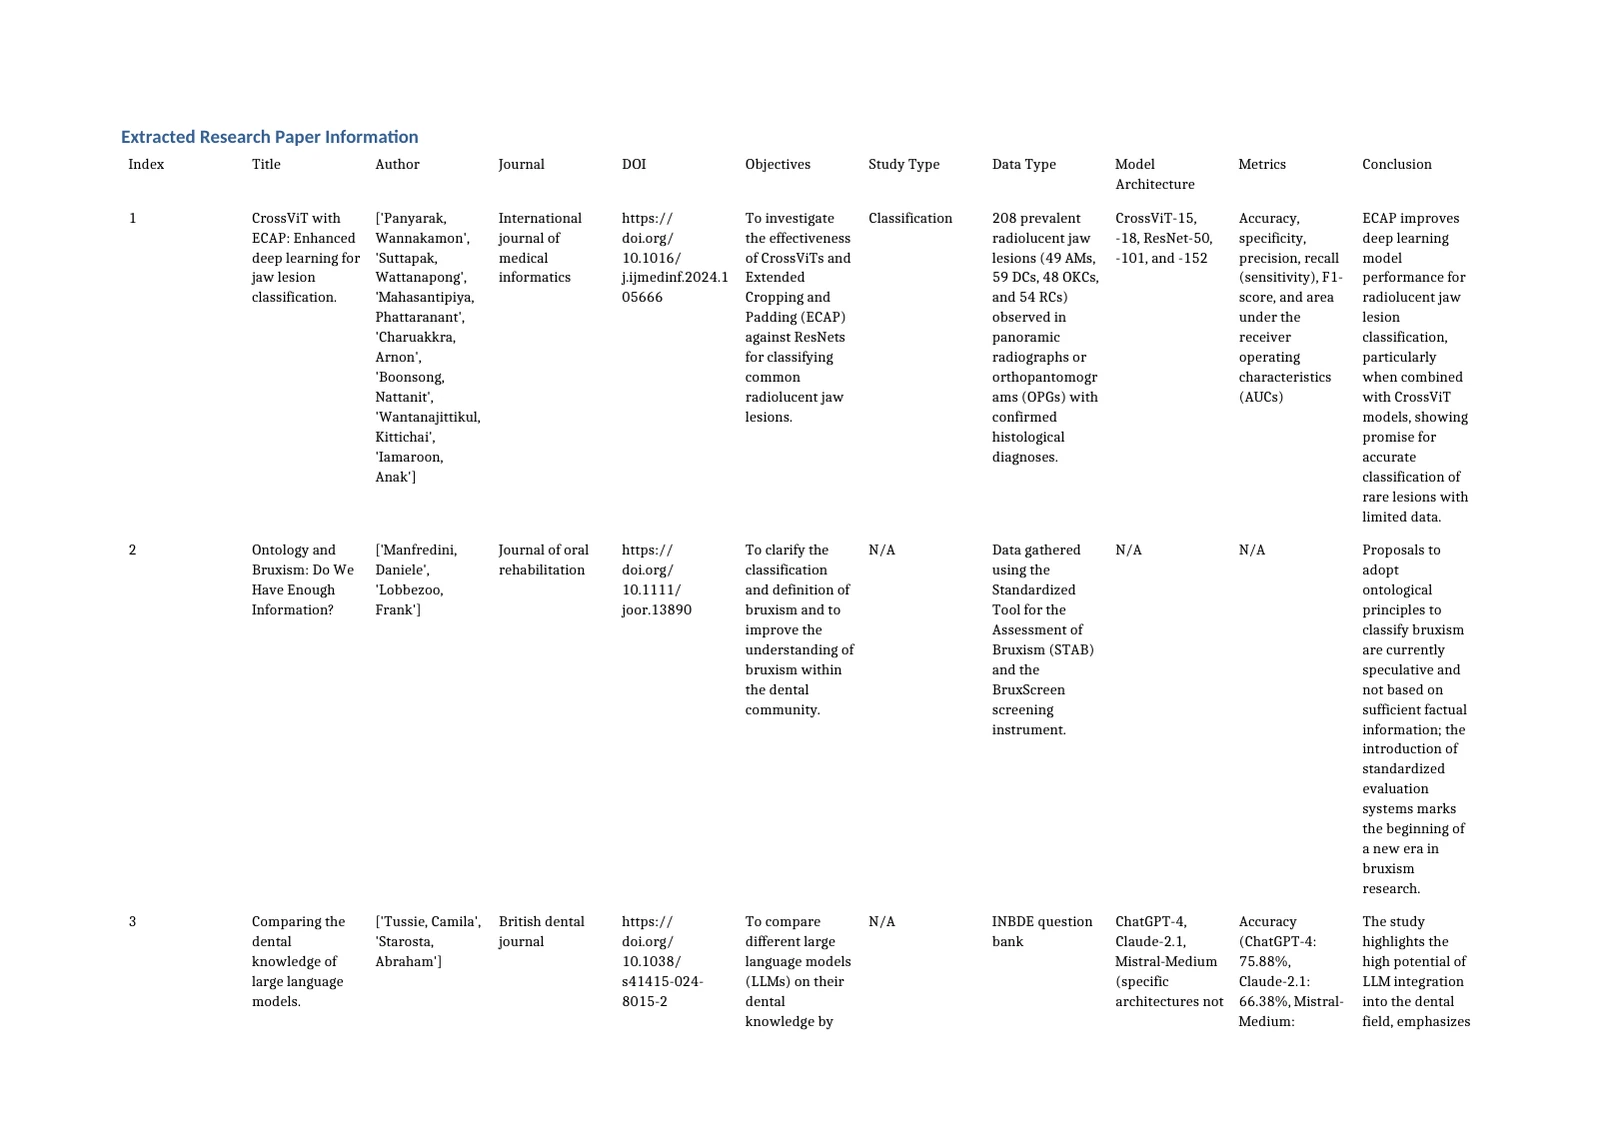 Extracted Research Paper Information
Index
Title
Author
Journal
DOI
Objectives
Study Type
Data Type
Model
Architecture
Metrics
Conclusion
1
CrossViT with
ECAP: Enhanced
deep learning for
jaw lesion
classification.
['Panyarak,
Wannakamon',
'Suttapak,
Wattanapong',
'Mahasantipiya,
Phattaranant',
'Charuakkra,
Arnon',
'Boonsong,
Nattanit',
'Wantanajittikul,
Kittichai',
'Iamaroon,
Anak']
International
journal of
medical
informatics
https://
doi.org/
10.1016/
j.ijmedinf.2024.1
05666
To investigate
the effectiveness
of CrossViTs and
Extended
Cropping and
Padding (ECAP)
against ResNets
for classifying
common
radiolucent jaw
lesions.
Classification
208 prevalent
radiolucent jaw
lesions (49 AMs,
59 DCs, 48 OKCs,
and 54 RCs)
observed in
panoramic
radiographs or
orthopantomogr
ams (OPGs) with
confirmed
histological
diagnoses.
CrossViT-15,
-18, ResNet-50,
-101, and -152
Accuracy,
specificity,
precision, recall
(sensitivity), F1-
score, and area
under the
receiver
operating
characteristics
(AUCs)
ECAP improves
deep learning
model
performance for
radiolucent jaw
lesion
classification,
particularly
when combined
with CrossViT
models, showing
promise for
accurate
classification of
rare lesions with
limited data.
2
Ontology and
Bruxism: Do We
Have Enough
Information?
['Manfredini,
Daniele',
'Lobbezoo,
Frank']
Journal of oral
rehabilitation
https://
doi.org/
10.1111/
joor.13890
To clarify the
classification
and definition of
bruxism and to
improve the
understanding of
bruxism within
the dental
community.
N/A
Data gathered
using the
Standardized
Tool for the
Assessment of
Bruxism (STAB)
and the
BruxScreen
screening
instrument.
N/A
N/A
Proposals to
adopt
ontological
principles to
classify bruxism
are currently
speculative and
not based on
sufficient factual
information; the
introduction of
standardized
evaluation
systems marks
the beginning of
a new era in
bruxism
research.
3
Comparing the
dental
knowledge of
large language
models.
['Tussie, Camila',
'Starosta,
Abraham']
British dental
journal
https://
doi.org/
10.1038/
s41415-024-
8015-2
To compare
different large
language models
(LLMs) on their
dental
knowledge by
N/A
INBDE question
bank
ChatGPT-4,
Claude-2.1,
Mistral-Medium
(specific
architectures not
Accuracy
(ChatGPT-4:
75.88%,
Claude-2.1:
66.38%, Mistral-
Medium:
The study
highlights the
high potential of
LLM integration
into the dental
field, emphasizes